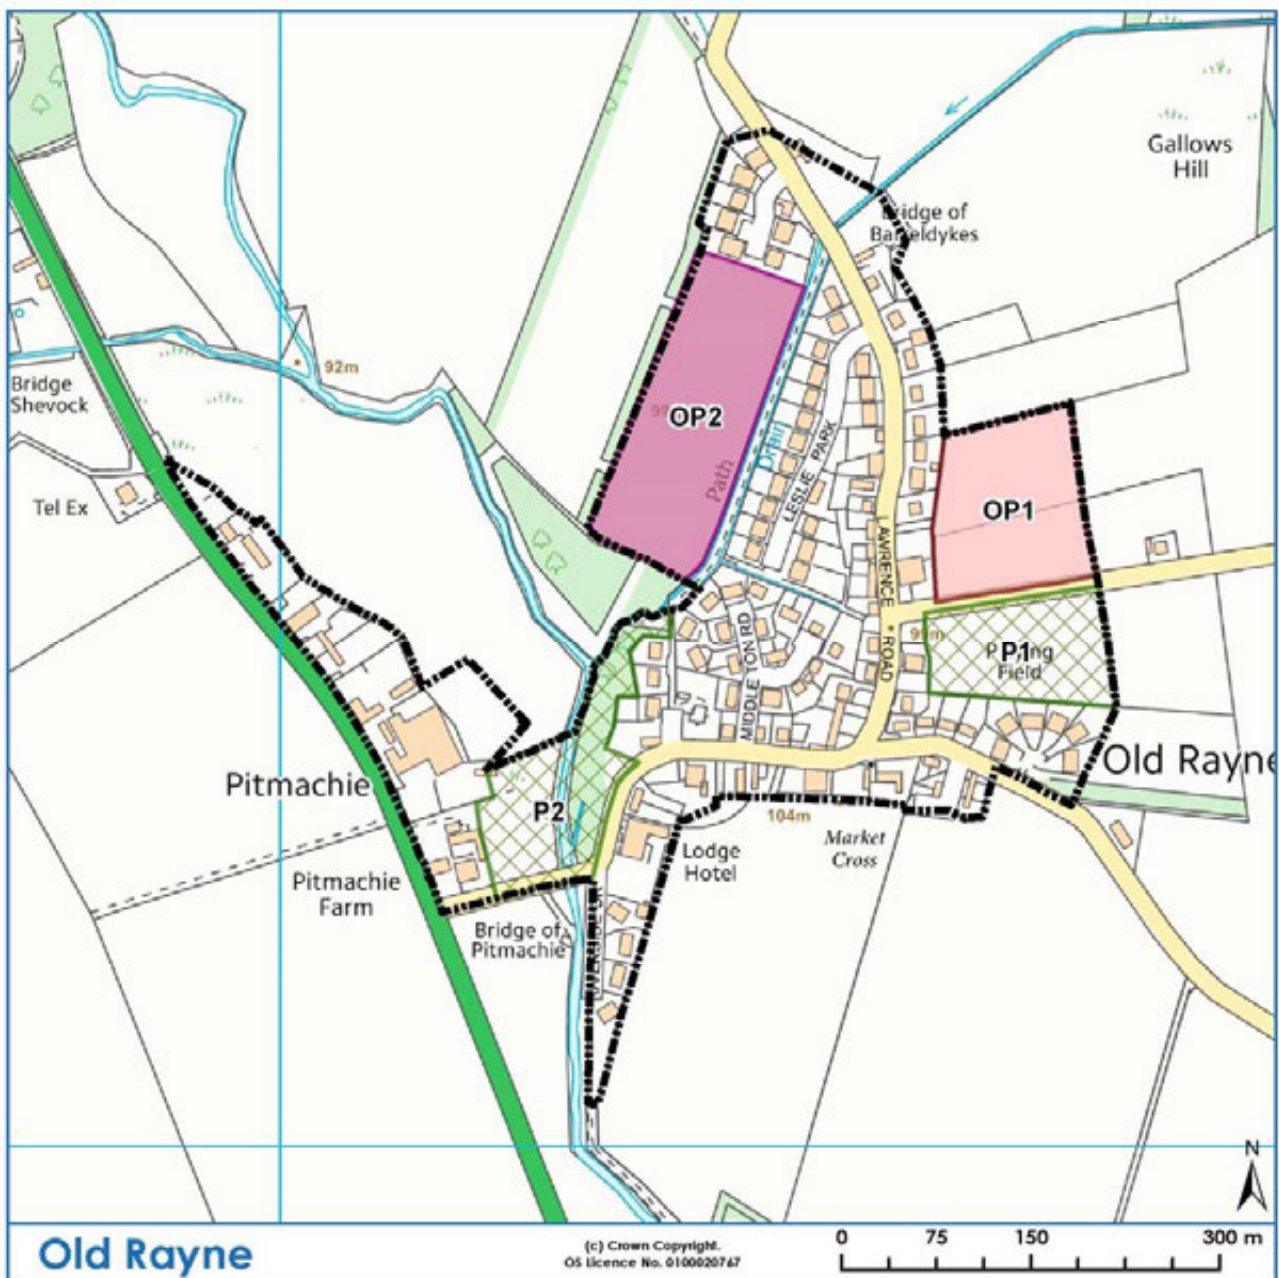 Gallows
Hill
Bridge of
Barreldykes
92m
Bridge
Shevock
OP2
Path
Drain
LESLIE PARK
Tel Ex
OP1
LAWRENCE ROAD
MIDDLETON RD
P1
Playing
Field
Old Rayne
Pitmachie
P2
104m
Market
Cross
Lodge
Hotel
Pitmachie
Farm
Bridge of
Pitmachie
N
Old Rayne
(c) Crown Copyright.
OS Licence No. 0100020767
0 75 150 300 m